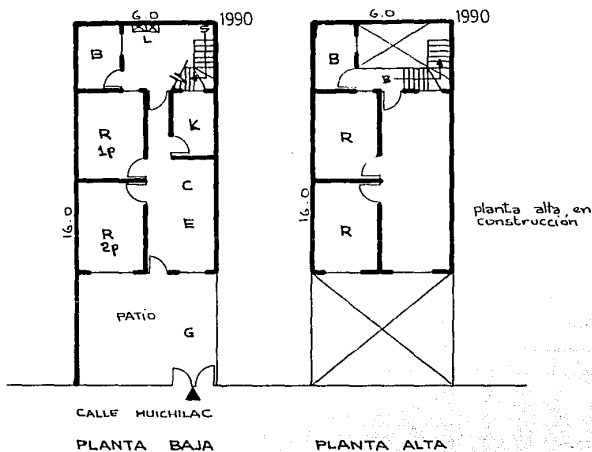 6.0 1990
L S
B
K
R
1p
C
E
R
2p
16.0
PATIO
G
CALLE HUICHILAC
PLANTA BAJA
6.0 1990
B
B
R
R
16.0
planta alta en
construcción
PLANTA ALTA